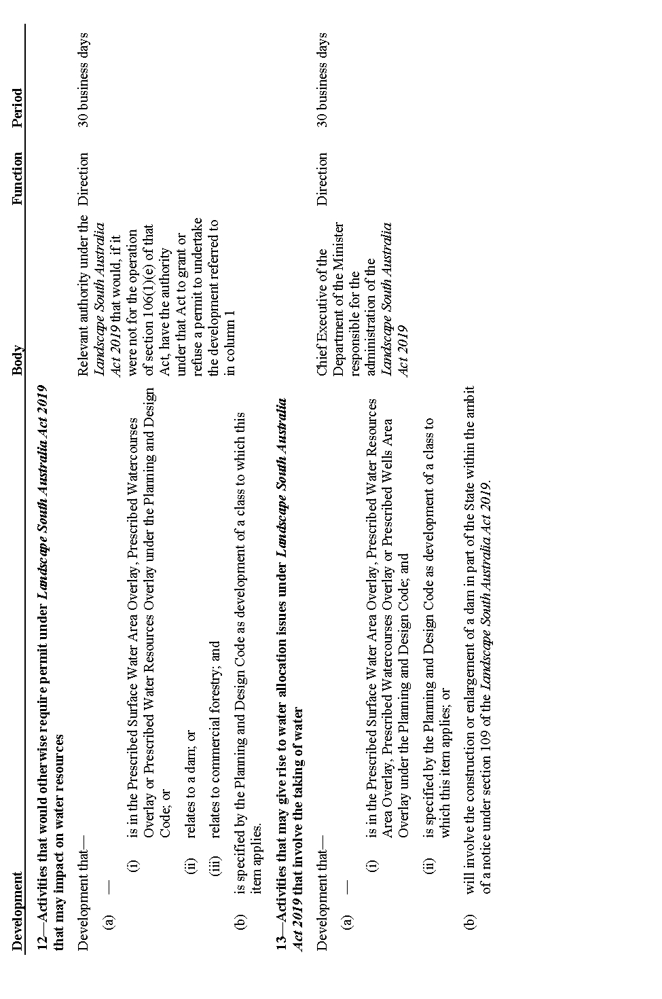 Development Body Function Period
12—Activities that would otherwise require permit under Landscape South Australia Act 2019
that may impact on water resources
Development that—
(a) —
(i) is in the Prescribed Surface Water Area Overlay, Prescribed Watercourses
Overlay or Prescribed Water Resources Overlay under the Planning and Design
Code; or
(ii) relates to a dam; or
(iii) relates to commercial forestry; and
(b) is specified by the Planning and Design Code as development of a class to which this
item applies.
Relevant authority under the
Landscape South Australia
Act 2019 that would, if it
were not for the operation
of section 106(1)(e) of that
Act, have the authority
under that Act to grant or
refuse a permit to undertake
the development referred to
in column 1
Direction
30 business days
13—Activities that may give rise to water allocation issues under Landscape South Australia
Act 2019 that involve the taking of water
Development that—
(a) —
(i) is in the Prescribed Surface Water Area Overlay, Prescribed Water Resources
Area Overlay, Prescribed Watercourses Overlay or Prescribed Wells Area
Overlay under the Planning and Design Code; and
(ii) is specified by the Planning and Design Code as development of a class to
which this item applies; or
(b) will involve the construction or enlargement of a dam in part of the State within the ambit
of a notice under section 109 of the Landscape South Australia Act 2019.
Chief Executive of the
Department of the Minister
responsible for the
administration of the
Landscape South Australia
Act 2019
Direction
30 business days